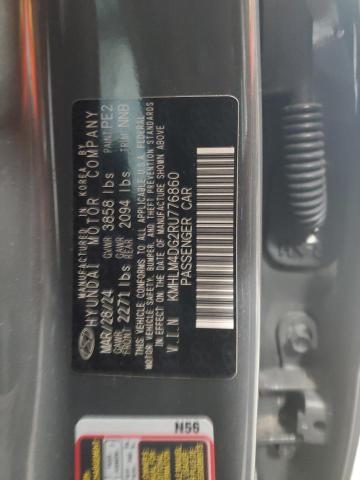 MANUFACTURED IN KOREA BY
HYUNDAI MOTOR COMPANY
MAR/28/24 GVWR 3858 lbs PAINT PE2
GAWR FRONT 2271 lbs GAWR REAR 2094 lbs TRIM NNB
THIS VEHICLE CONFORMS TO ALL APPLICABLE U.S.A FEDERAL
MOTOR VEHICLE SAFETY, BUMPER, AND THEFT PREVENTION STANDARDS
IN EFFECT ON THE DATE OF MANUFACTURE SHOWN ABOVE.
V.I.N KMHLM4DG2RU776860
PASSENGER CAR
N56